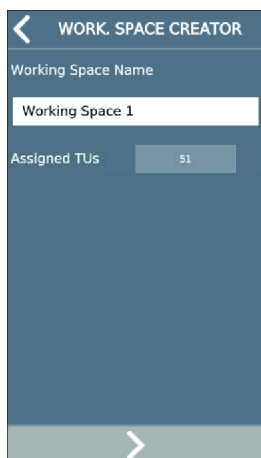 WORK. SPACE CREATOR
Working Space Name
Working Space 1
Assigned TUs 51